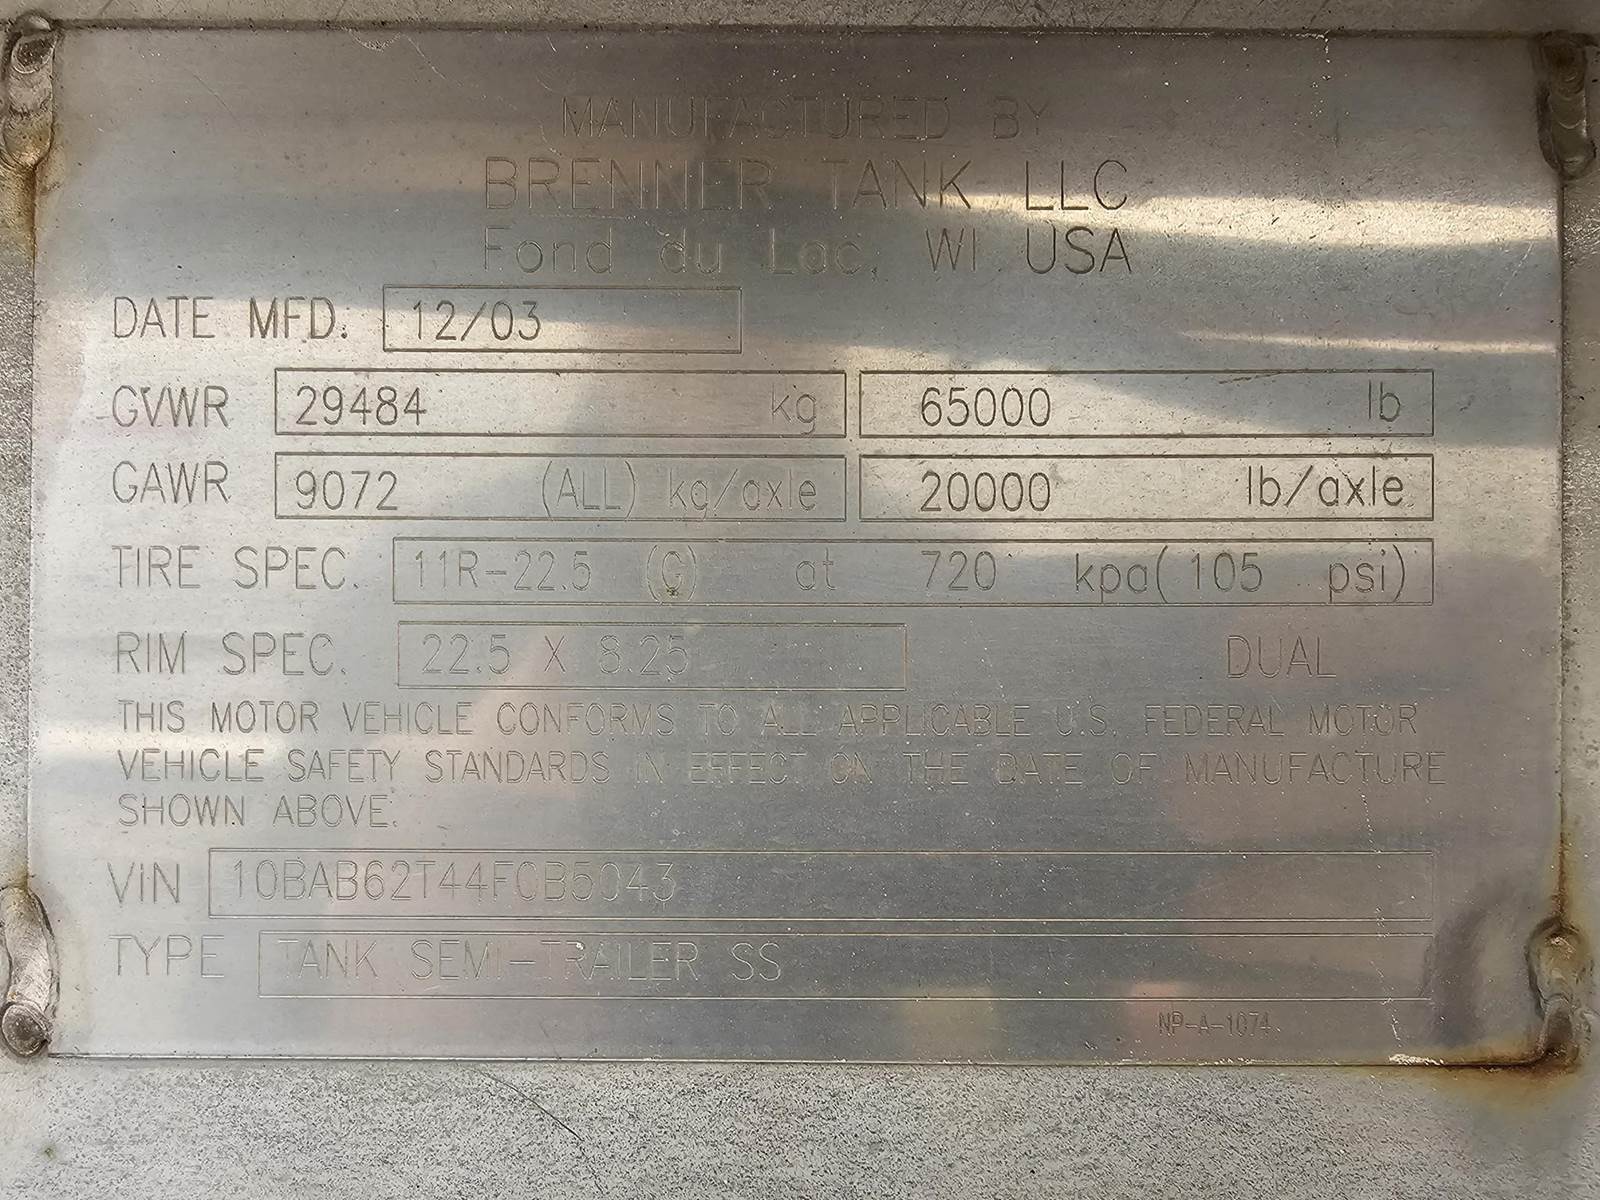 MANUFACTURED BY
BRENNER TANK LLC
Fond du Lac, WI USA
DATE MFD. 12/03
GVWR 29484 kg 65000 lb
GAWR 9072 (ALL) kg/axle 20000 lb/axle
TIRE SPEC. 11R-22.5 (G) at 720 kpa(105 psi)
RIM SPEC. 22.5 X 8.25 DUAL
THIS MOTOR VEHICLE CONFORMS TO ALL APPLICABLE U.S. FEDERAL MOTOR
VEHICLE SAFETY STANDARDS IN EFFECT ON THE DATE OF MANUFACTURE
SHOWN ABOVE.
VIN 10BAB62T44FCB5043
TYPE TANK SEMI-TRAILER SS
NP-A-1074